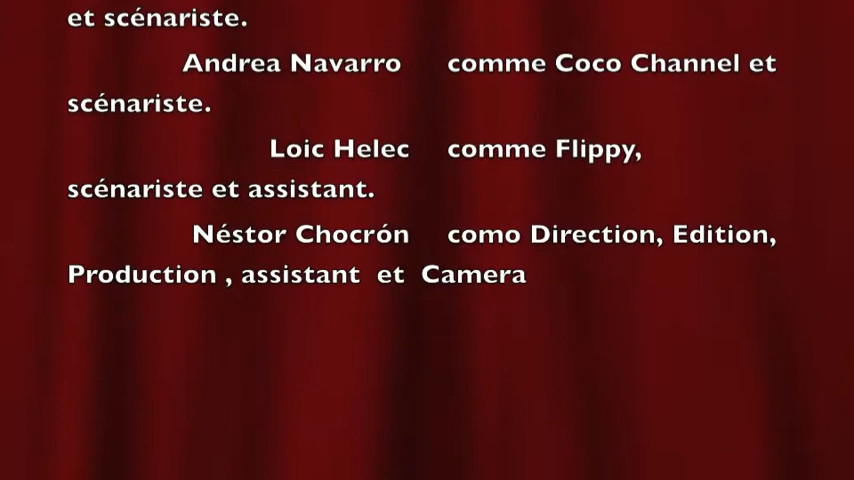 et scénariste.
Andrea Navarro comme Coco Channel et
scénariste.
Loic Helec comme Flippy,
scénariste et assistant.
Néstor Chocrón como Direction, Edition,
Production , assistant et Camera